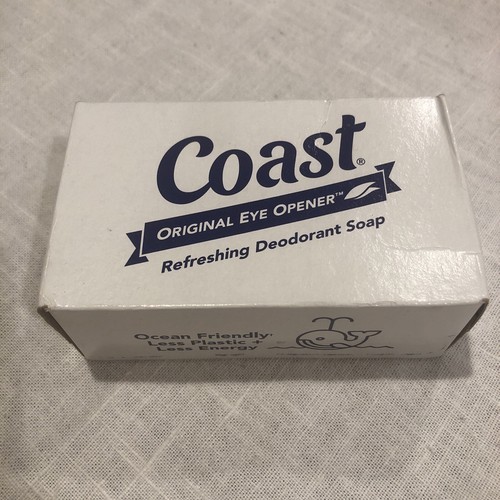 Coast®
ORIGINAL EYE OPENER™
Refreshing Deodorant Soap
Ocean Friendly·
Less Plastic +
Less Energy